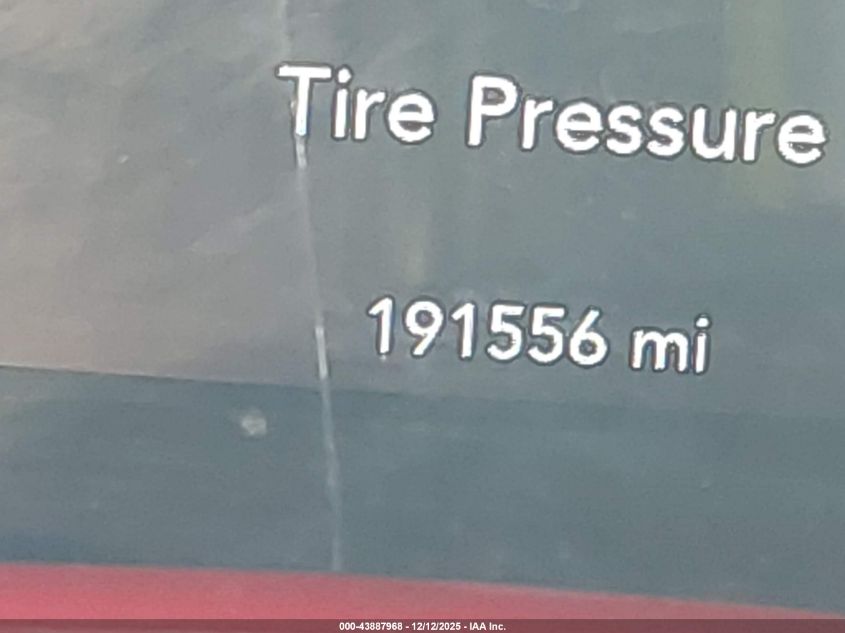 Tire Pressure
191556 mi
000-43887968 - 12/12/2025 - IAA Inc.